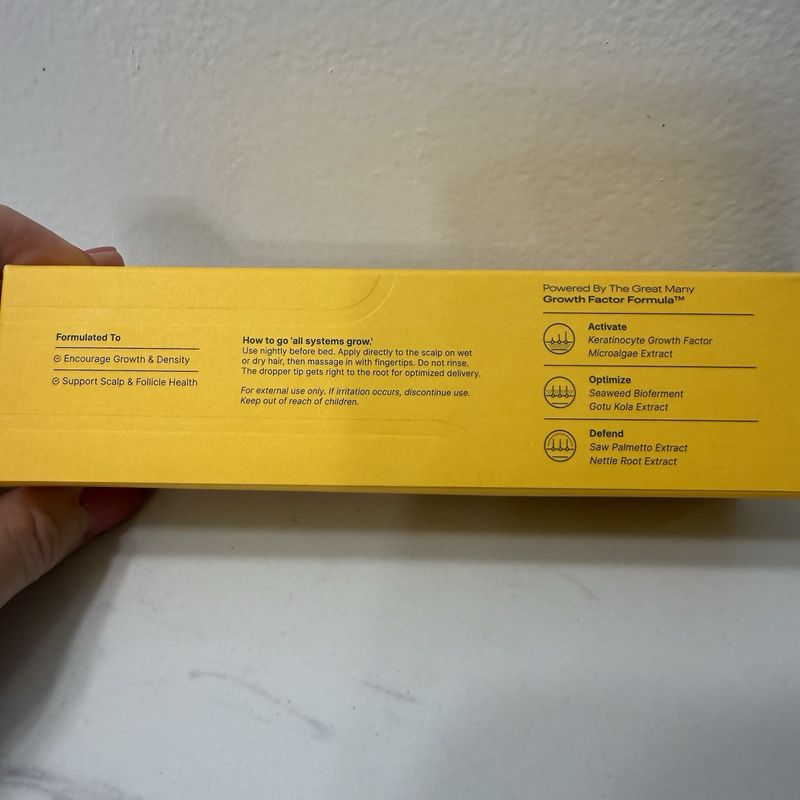 Formulated To
Encourage Growth & Density
Support Scalp & Follicle Health
How to go 'all systems grow.'
Use nightly before bed. Apply directly to the scalp on wet
or dry hair, then massage in with fingertips. Do not rinse.
The dropper tip gets right to the root for optimized delivery.
For external use only. If irritation occurs, discontinue use.
Keep out of reach of children.
Powered By The Great Many
Growth Factor Formula™
Activate
Keratinocyte Growth Factor
Microalgae Extract
Optimize
Seaweed Bioferment
Gotu Kola Extract
Defend
Saw Palmetto Extract
Nettle Root Extract